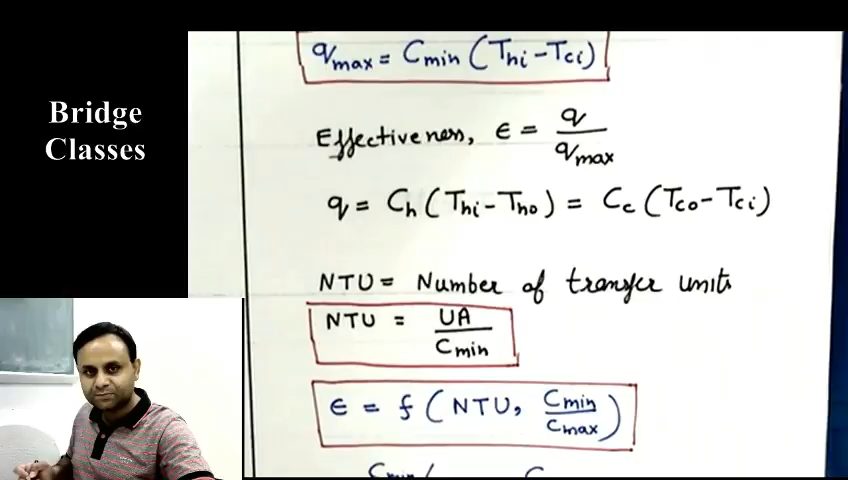 Bridge
Classes
q_max = C_min (T_hi - T_ci)
Effectiveness, ε = q / q_max
q = C_h (T_hi - T_ho) = C_c (T_co - T_ci)
NTU = Number of transfer units
NTU = UA / C_min
ε = f (NTU, C_min / C_max)
C_min /